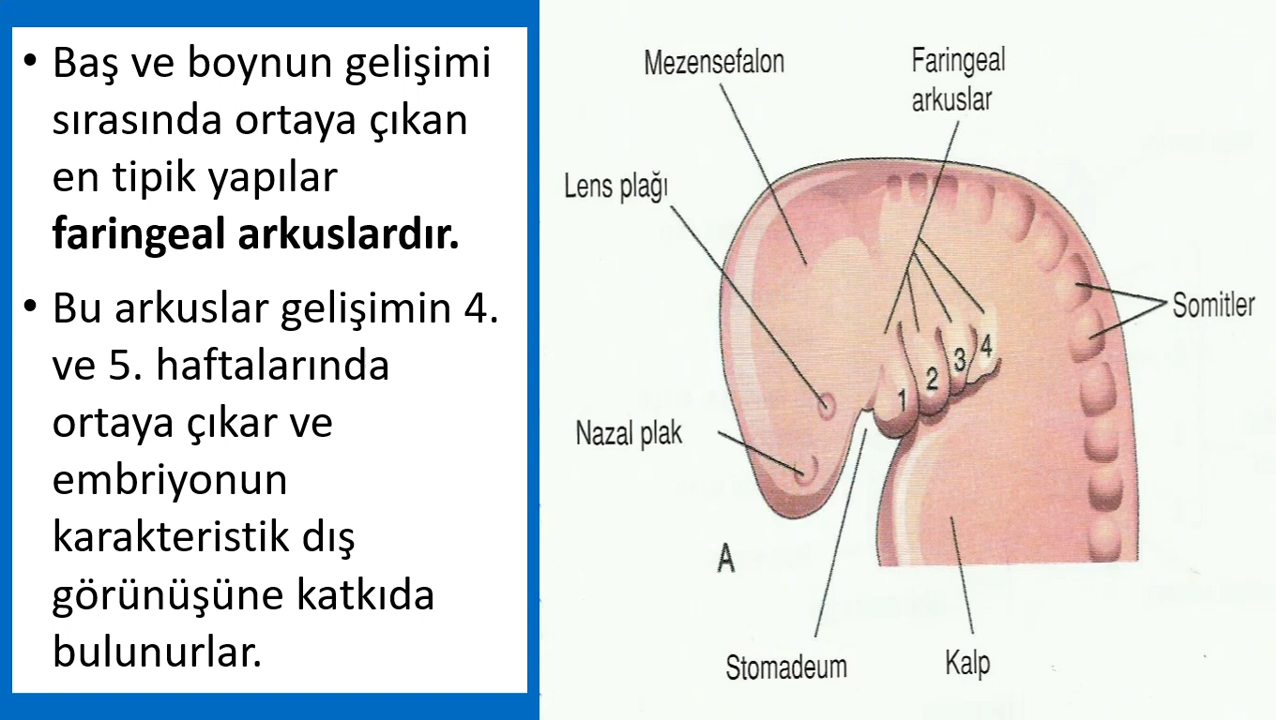 • Baş ve boynun gelişimi
sırasında ortaya çıkan
en tipik yapılar
faringeal arkuslardır.
• Bu arkuslar gelişimin 4.
ve 5. haftalarında
ortaya çıkar ve
embriyonun
karakteristik dış
görünüşüne katkıda
bulunurlar.
Mezensefalon
Faringeal
arkuslar
Lens plağı
Somitler
1 2 3 4
Nazal plak
A
Stomadeum
Kalp